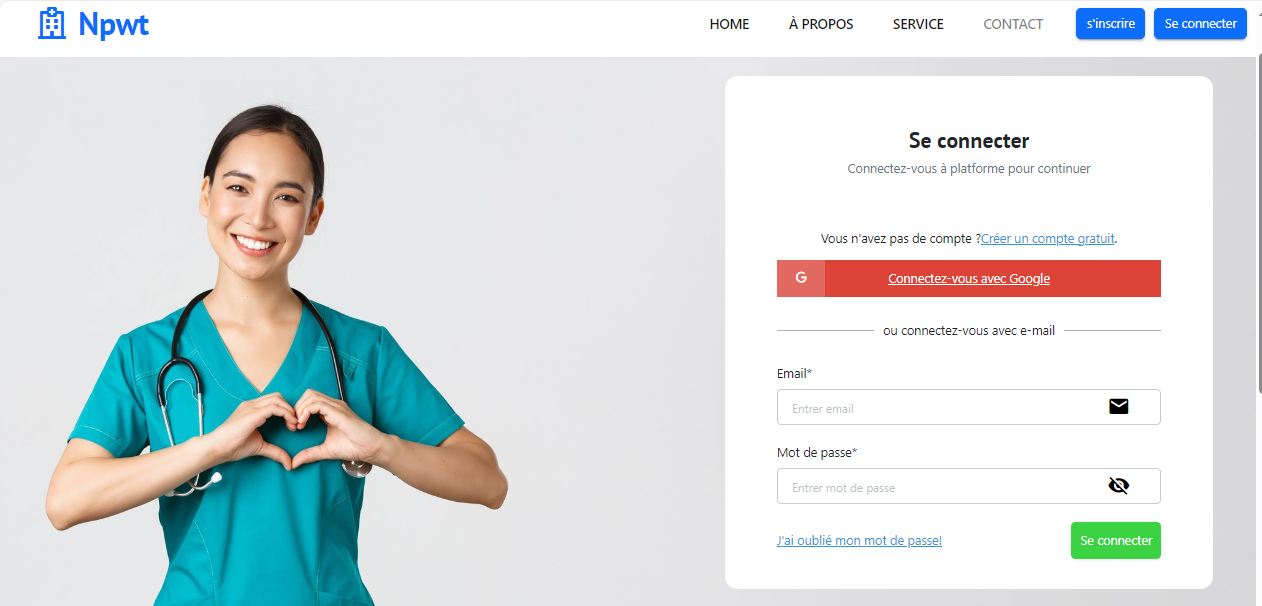 Npwt
HOME À PROPOS SERVICE CONTACT s'inscrire Se connecter
Se connecter
Connectez-vous à platforme pour continuer
Vous n'avez pas de compte ?Créer un compte gratuit.
G Connectez-vous avec Google
ou connectez-vous avec e-mail
Email*
Entrer email
Mot de passe*
Entrer mot de passe
J'ai oublié mon mot de passe! Se connecter